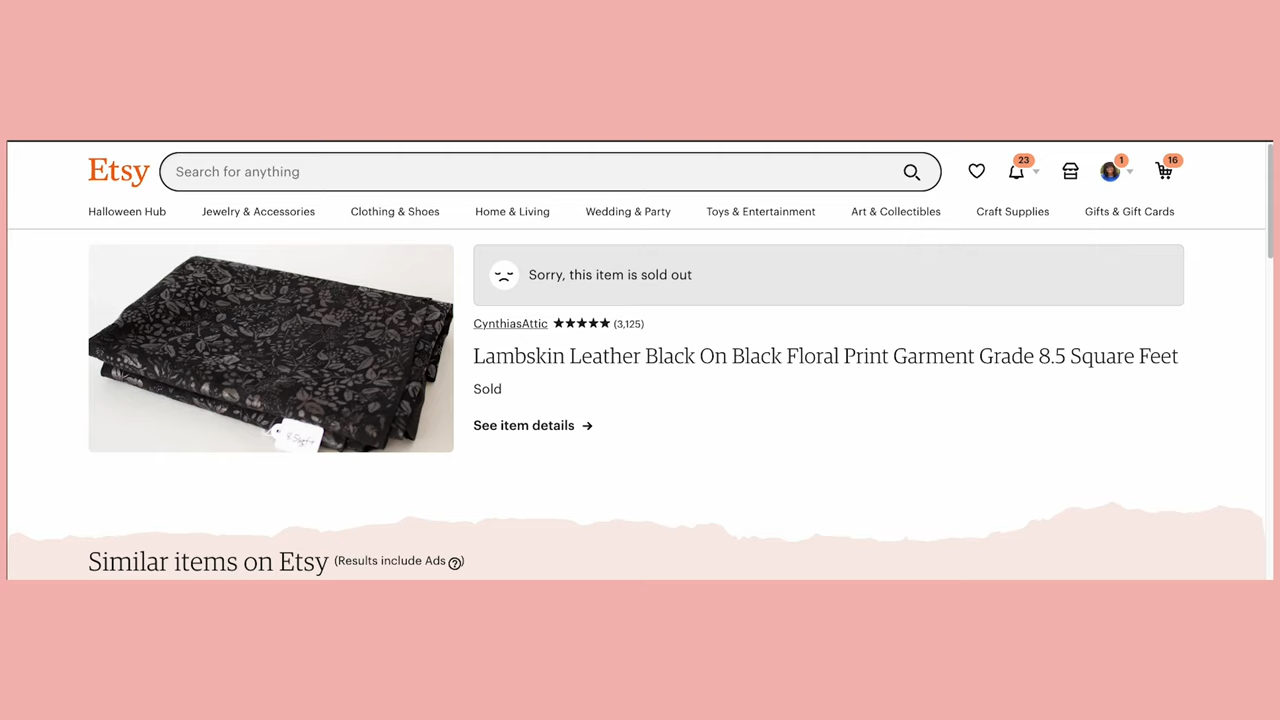 Etsy
Search for anything
23
1
16
Halloween Hub
Jewelry & Accessories
Clothing & Shoes
Home & Living
Wedding & Party
Toys & Entertainment
Art & Collectibles
Craft Supplies
Gifts & Gift Cards
Sorry, this item is sold out
CynthiasAttic ★★★★★ (3,125)
Lambskin Leather Black On Black Floral Print Garment Grade 8.5 Square Feet
Sold
See item details →
Similar items on Etsy (Results include Ads ?)